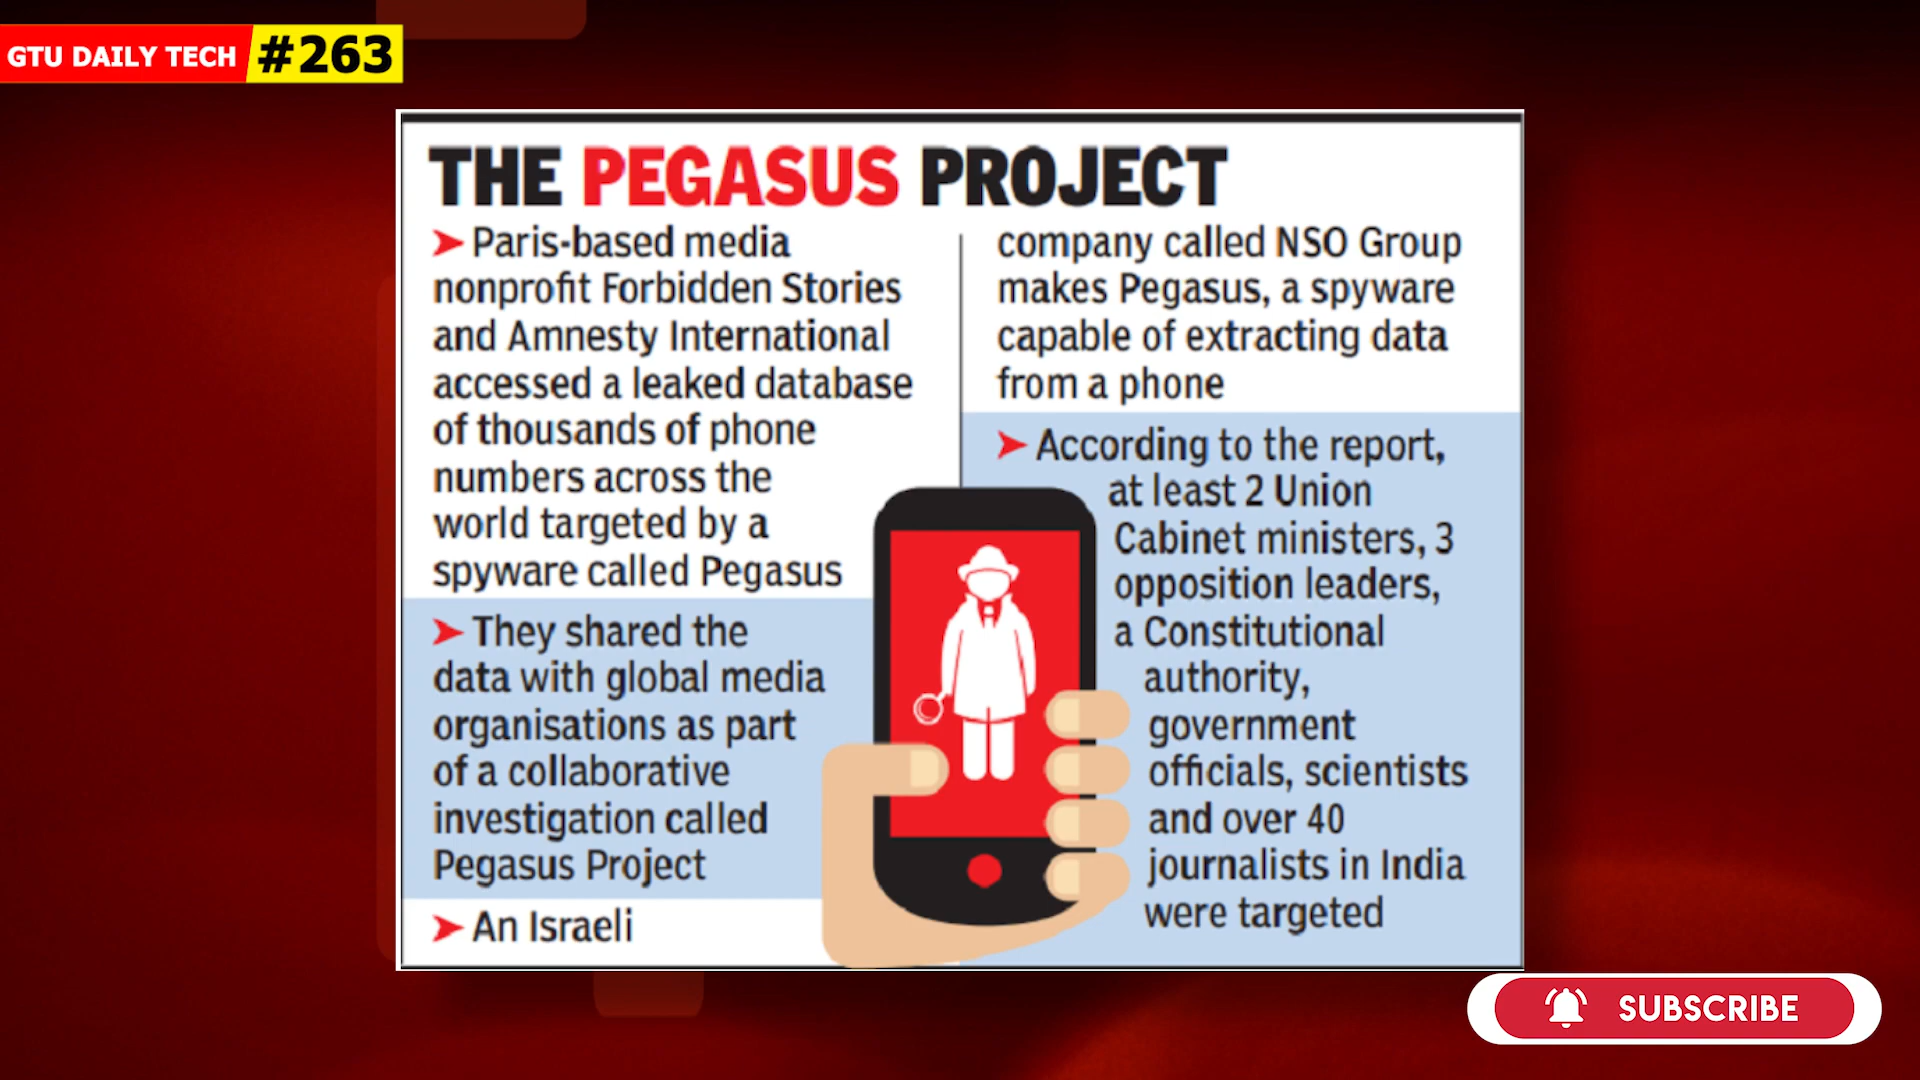 GTU DAILY TECH #263
THE PEGASUS PROJECT
➤ Paris-based media
nonprofit Forbidden Stories
and Amnesty International
accessed a leaked database
of thousands of phone
numbers across the
world targeted by a
spyware called Pegasus
➤ They shared the
data with global media
organisations as part
of a collaborative
investigation called
Pegasus Project
➤ An Israeli
company called NSO Group
makes Pegasus, a spyware
capable of extracting data
from a phone
➤ According to the report,
at least 2 Union
Cabinet ministers, 3
opposition leaders,
a Constitutional
authority,
government
officials, scientists
and over 40
journalists in India
were targeted
SUBSCRIBE